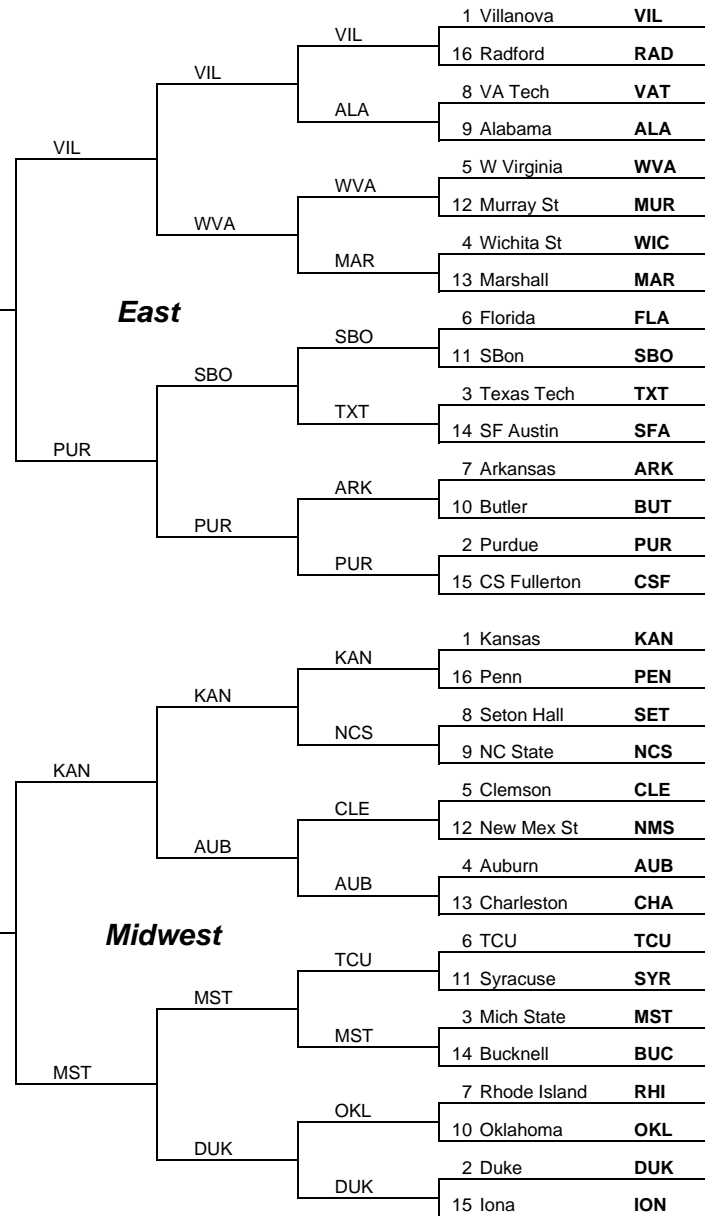 1 Villanova VIL
VIL
16 Radford RAD
VIL
8 VA Tech VAT
ALA
9 Alabama ALA
VIL
5 W Virginia WVA
WVA
12 Murray St MUR
WVA
4 Wichita St WIC
MAR
13 Marshall MAR
East
6 Florida FLA
SBO
11 SBon SBO
SBO
3 Texas Tech TXT
TXT
14 SF Austin SFA
PUR
7 Arkansas ARK
ARK
10 Butler BUT
PUR
2 Purdue PUR
PUR
15 CS Fullerton CSF
1 Kansas KAN
KAN
16 Penn PEN
KAN
8 Seton Hall SET
NCS
9 NC State NCS
KAN
5 Clemson CLE
CLE
12 New Mex St NMS
AUB
4 Auburn AUB
AUB
13 Charleston CHA
Midwest
6 TCU TCU
TCU
11 Syracuse SYR
MST
3 Mich State MST
MST
14 Bucknell BUC
MST
7 Rhode Island RHI
OKL
10 Oklahoma OKL
DUK
2 Duke DUK
DUK
15 Iona ION